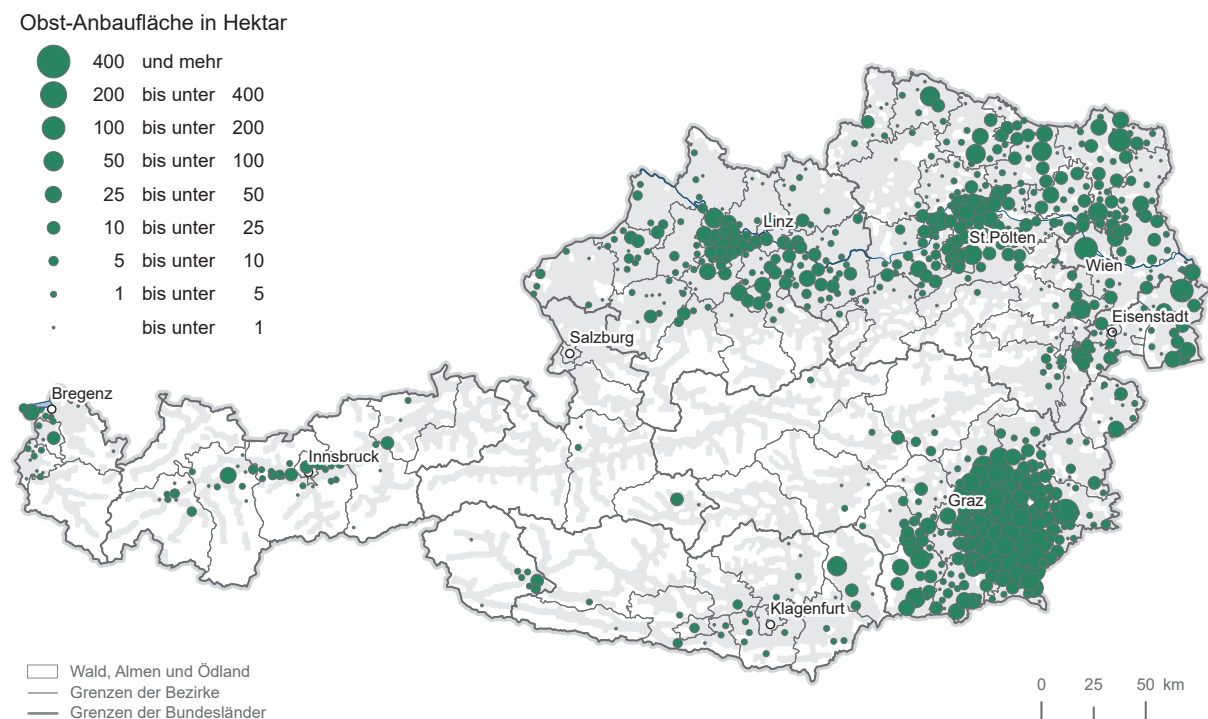 Obst-Anbaufläche in Hektar
400 und mehr
200 bis unter 400
100 bis unter 200
50 bis unter 100
25 bis unter 50
10 bis unter 25
5 bis unter 10
1 bis unter 5
bis unter 1
Linz
St.Pölten
Wien
Eisenstadt
Salzburg
Bregenz
Innsbruck
Graz
Klagenfurt
Wald, Almen und Ödland
Grenzen der Bezirke
Grenzen der Bundesländer
0 25 50 km